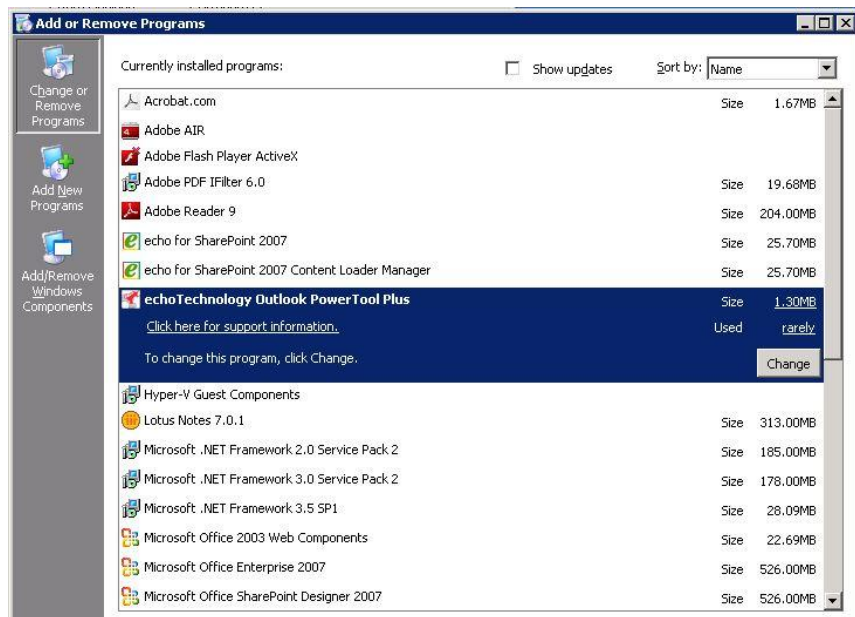 Add or Remove Programs
Change or
Remove
Programs
Add New
Programs
Add/Remove
Windows
Components
Currently installed programs:
Show updates
Sort by: Name
Acrobat.com Size 1.67MB
Adobe AIR
Adobe Flash Player ActiveX
Adobe PDF IFilter 6.0 Size 19.68MB
Adobe Reader 9 Size 204.00MB
echo for SharePoint 2007 Size 25.70MB
echo for SharePoint 2007 Content Loader Manager Size 25.70MB
echoTechnology Outlook PowerTool Plus Size 1.30MB
Click here for support information. Used rarely
To change this program, click Change. Change
Hyper-V Guest Components
Lotus Notes 7.0.1 Size 313.00MB
Microsoft .NET Framework 2.0 Service Pack 2 Size 185.00MB
Microsoft .NET Framework 3.0 Service Pack 2 Size 178.00MB
Microsoft .NET Framework 3.5 SP1 Size 28.09MB
Microsoft Office 2003 Web Components Size 22.69MB
Microsoft Office Enterprise 2007 Size 526.00MB
Microsoft Office SharePoint Designer 2007 Size 526.00MB